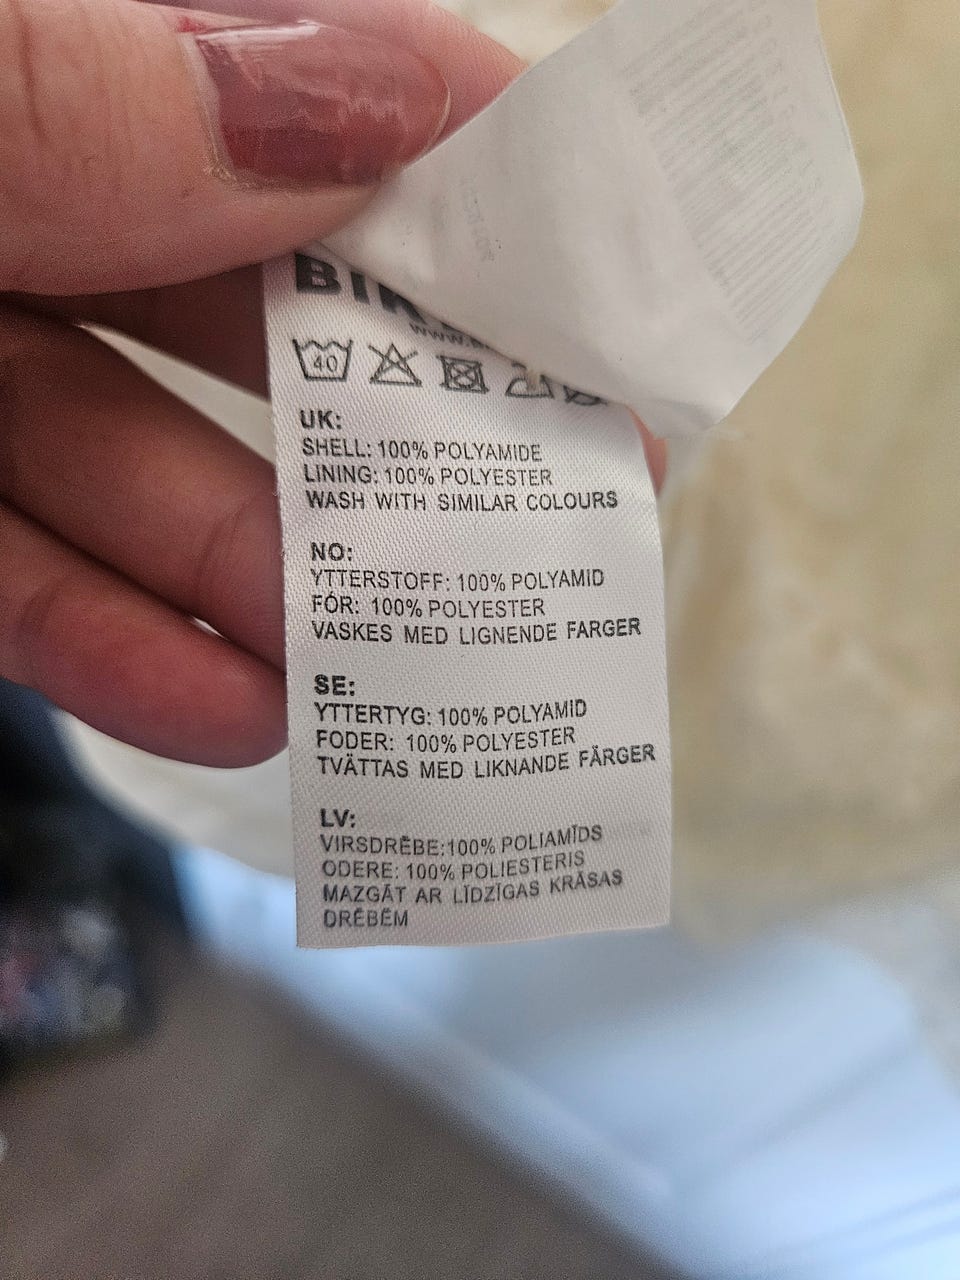 40
UK:
SHELL: 100% POLYAMIDE
LINING: 100% POLYESTER
WASH WITH SIMILAR COLOURS
NO:
YTTERSTOFF: 100% POLYAMID
FÓR: 100% POLYESTER
VASKES MED LIGNENDE FARGER
SE:
YTTERTYG: 100% POLYAMID
FODER: 100% POLYESTER
TVÄTTAS MED LIKNANDE FÄRGER
LV:
VIRSDRĒBE:100% POLIAMĪDS
ODERE: 100% POLIESTERIS
MAZGĀT AR LĪDZĪGAS KRĀSAS
DRĒBĒM